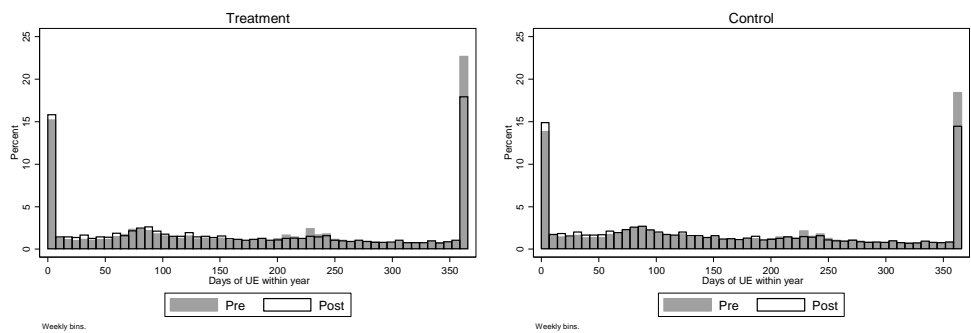 Treatment
25
20
15
10
5
0
Percent
0 50 100 150 200 250 300 350
Days of UE within year
Pre Post
Weekly bins.
Control
25
20
15
10
5
0
Percent
0 50 100 150 200 250 300 350
Days of UE within year
Pre Post
Weekly bins.